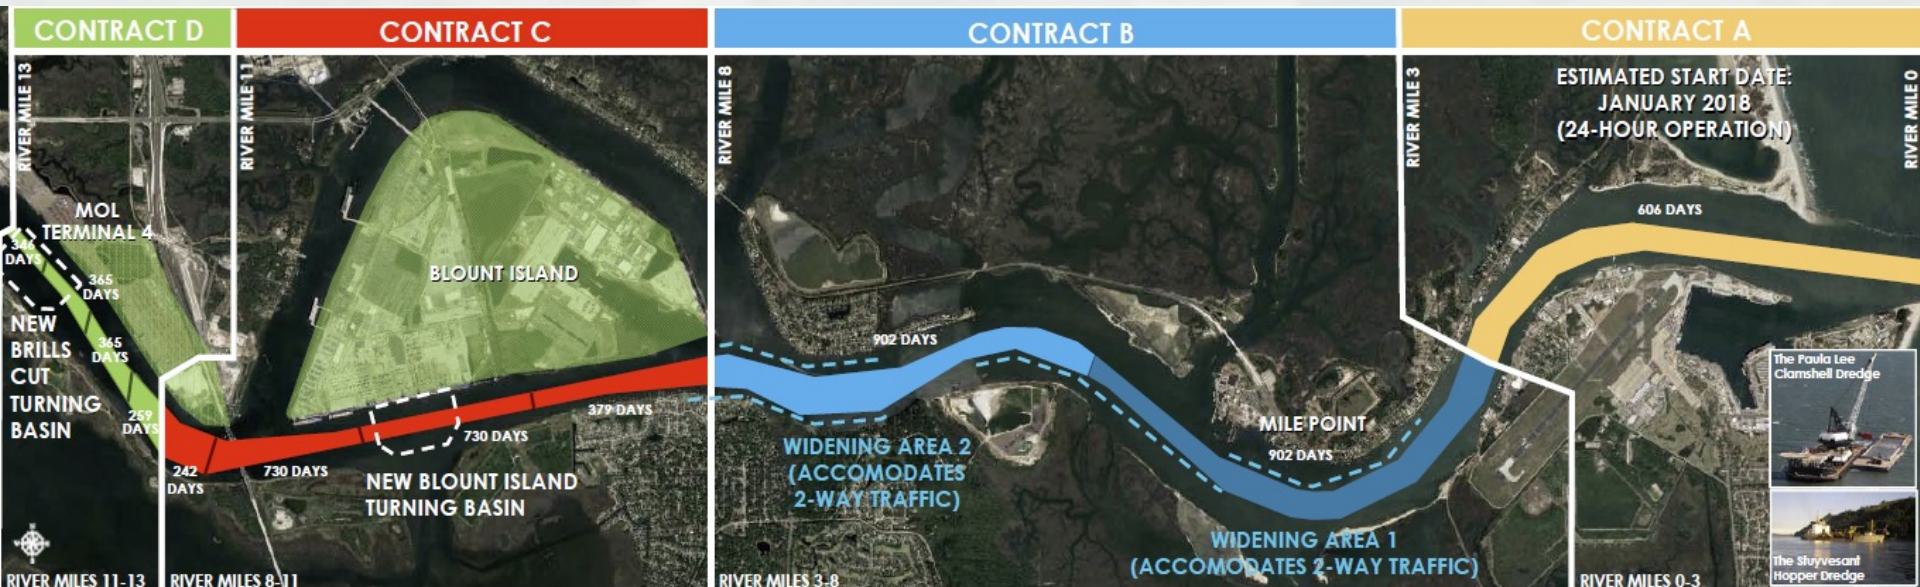 CONTRACT D
CONTRACT C
CONTRACT B
CONTRACT A
RIVER MILE 13
RIVER MILE 11
RIVER MILE 8
RIVER MILE 3
RIVER MILE 0
ESTIMATED START DATE:
JANUARY 2018
(24-HOUR OPERATION)
MOL
TERMINAL 4
346
DAYS
365
DAYS
365
DAYS
259
DAYS
NEW
BRILLS
CUT
TURNING
BASIN
BLOUNT ISLAND
242
DAYS
730 DAYS
730 DAYS
379 DAYS
NEW BLOUNT ISLAND
TURNING BASIN
902 DAYS
WIDENING AREA 2
(ACCOMODATES
2-WAY TRAFFIC)
MILE POINT
902 DAYS
WIDENING AREA 1
(ACCOMODATES 2-WAY TRAFFIC)
606 DAYS
The Paula Lee
Clamshell Dredge
The Stuyvesant
Hopper Dredge
RIVER MILES 11-13
RIVER MILES 8-11
RIVER MILES 3-8
RIVER MILES 0-3